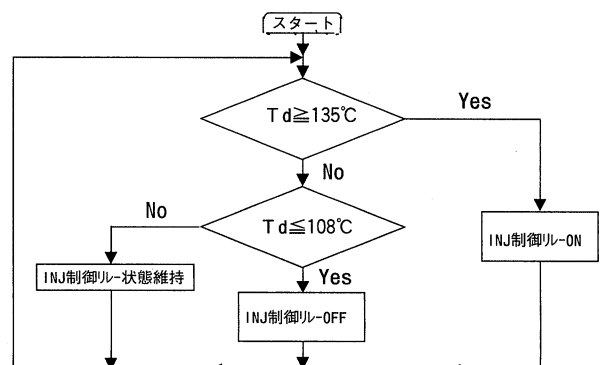 スタート
Td≧135℃
Yes
No
Td≦108℃
No
INJ制御リレーON
INJ制御リレー状態維持
Yes
INJ制御リレーOFF